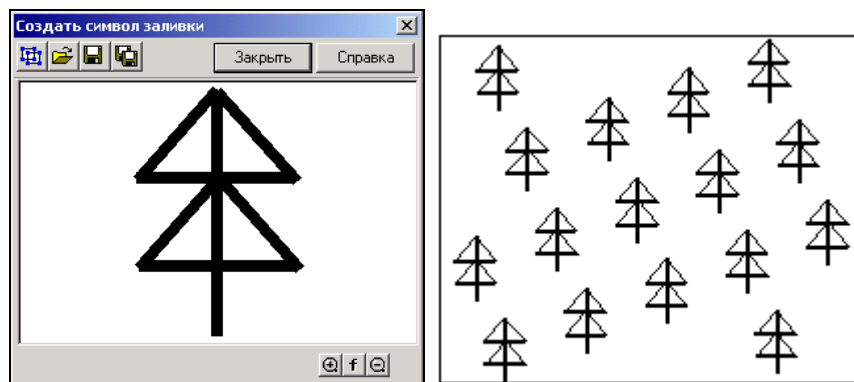 Создать символ заливки
Закрыть Справка
f